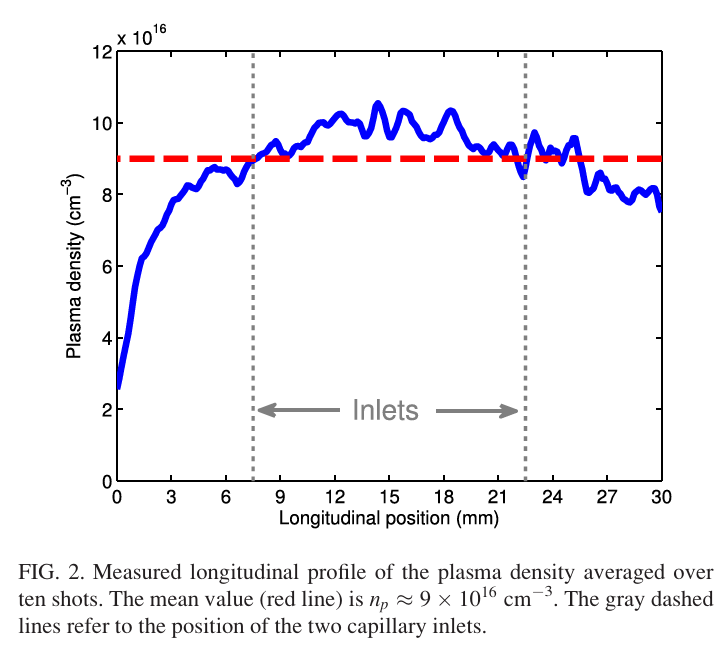 x 10^16
12
10
8
6
4
2
0
Plasma density (cm^−3)
Inlets
0 3 6 9 12 15 18 21 24 27 30
Longitudinal position (mm)
FIG. 2. Measured longitudinal profile of the plasma density averaged over
ten shots. The mean value (red line) is n_p ≈ 9 × 10^16 cm^−3. The gray dashed
lines refer to the position of the two capillary inlets.